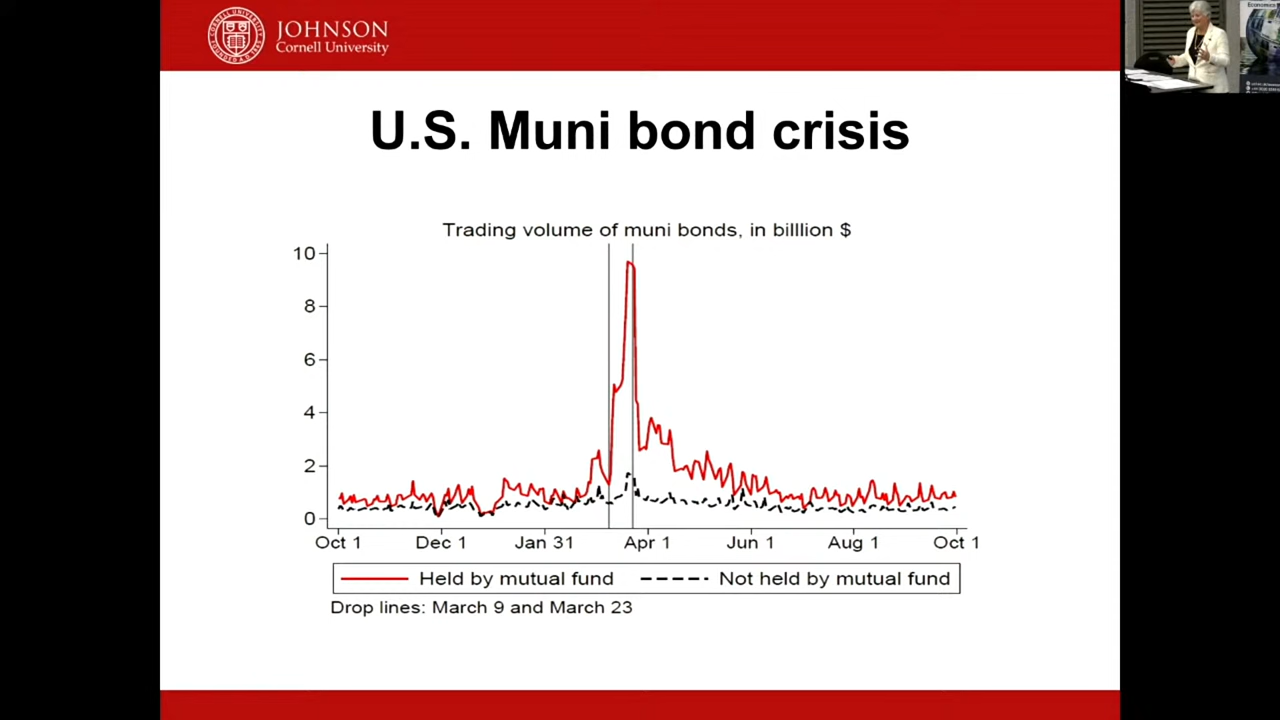 JOHNSON
Cornell University
Economics
U.S. Muni bond crisis
Trading volume of muni bonds, in billlion $
10
8
6
4
2
0
Oct 1 Dec 1 Jan 31 Apr 1 Jun 1 Aug 1 Oct 1
Held by mutual fund Not held by mutual fund
Drop lines: March 9 and March 23